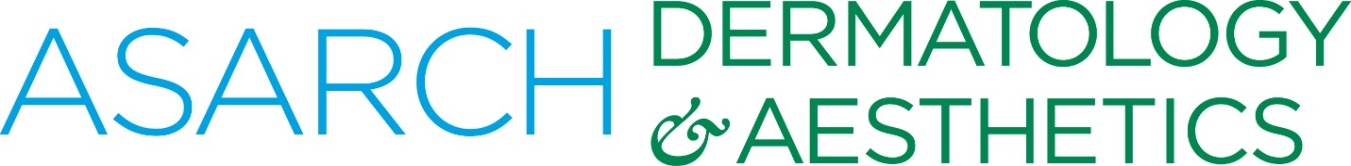 ASARCH
DERMATOLOGY
& AESTHETICS